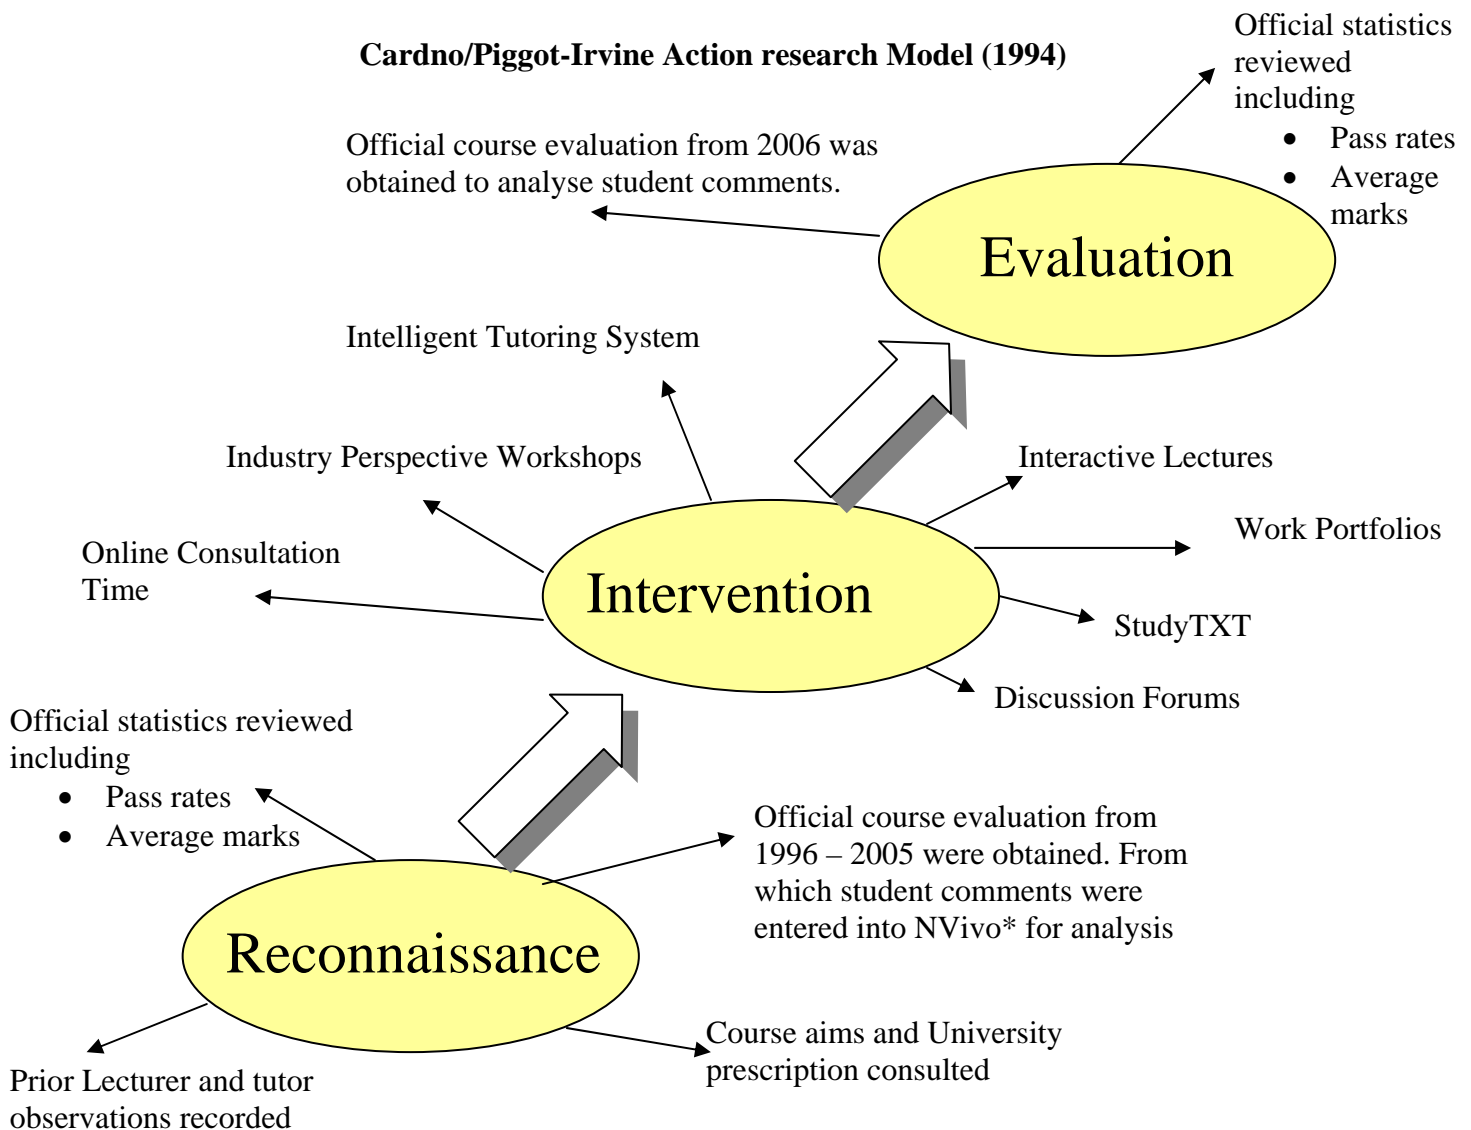 Cardno/Piggot-Irvine Action research Model (1994)
Official statistics
reviewed
including
• Pass rates
• Average
marks
Official course evaluation from 2006 was
obtained to analyse student comments.
Evaluation
Intelligent Tutoring System
Industry Perspective Workshops
Interactive Lectures
Online Consultation
Time
Work Portfolios
Intervention
StudyTXT
Discussion Forums
Official statistics reviewed
including
• Pass rates
• Average marks
Official course evaluation from
1996 – 2005 were obtained. From
which student comments were
entered into NVivo* for analysis
Reconnaissance
Course aims and University
prescription consulted
Prior Lecturer and tutor
observations recorded